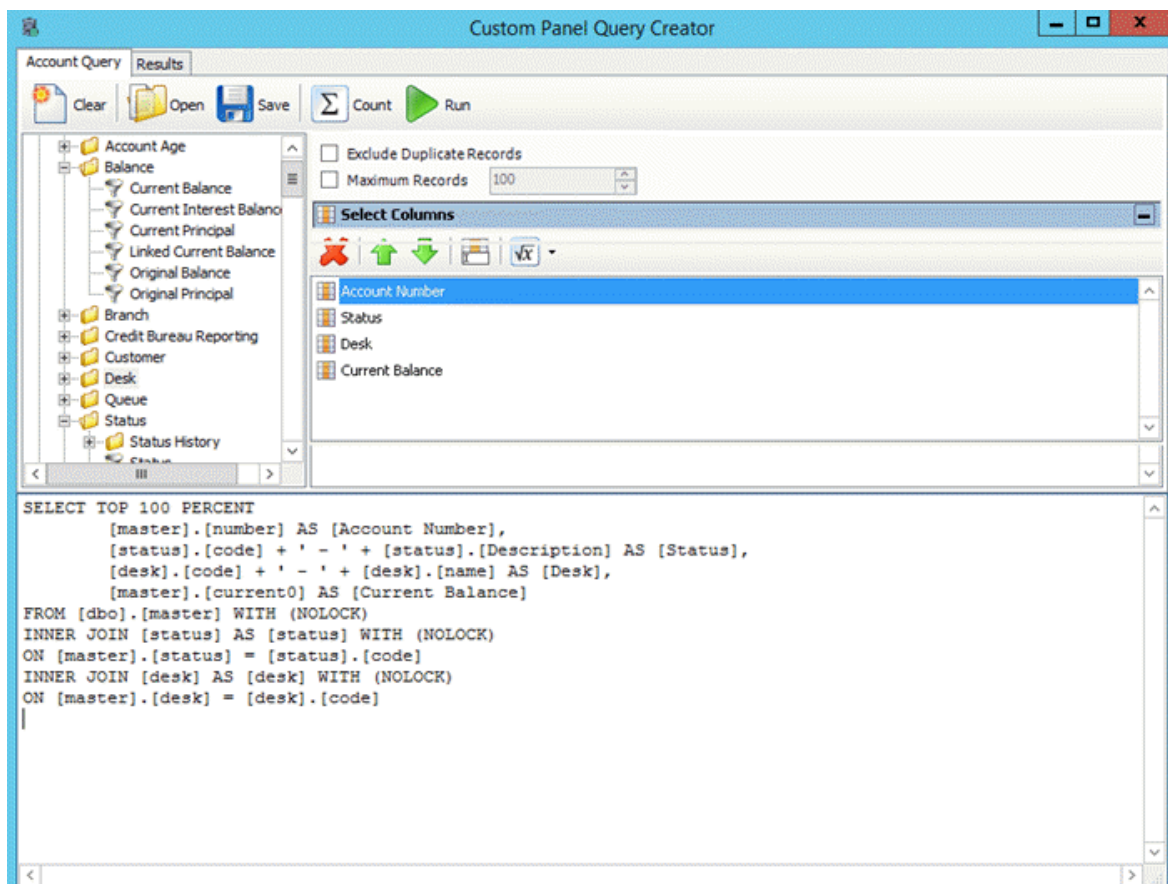 Custom Panel Query Creator
Account Query
Results
Clear
Open
Save
Σ Count
Run
Account Age
Balance
Current Balance
Current Interest Balanc
Current Principal
Linked Current Balance
Original Balance
Original Principal
Branch
Credit Bureau Reporting
Customer
Desk
Queue
Status
Status History
Status
Exclude Duplicate Records
Maximum Records 100
Select Columns
√x
Account Number
Status
Desk
Current Balance
SELECT TOP 100 PERCENT
[master].[number] AS [Account Number],
[status].[code] + ' - ' + [status].[Description] AS [Status],
[desk].[code] + ' - ' + [desk].[name] AS [Desk],
[master].[current0] AS [Current Balance]
FROM [dbo].[master] WITH (NOLOCK)
INNER JOIN [status] AS [status] WITH (NOLOCK)
ON [master].[status] = [status].[code]
INNER JOIN [desk] AS [desk] WITH (NOLOCK)
ON [master].[desk] = [desk].[code]